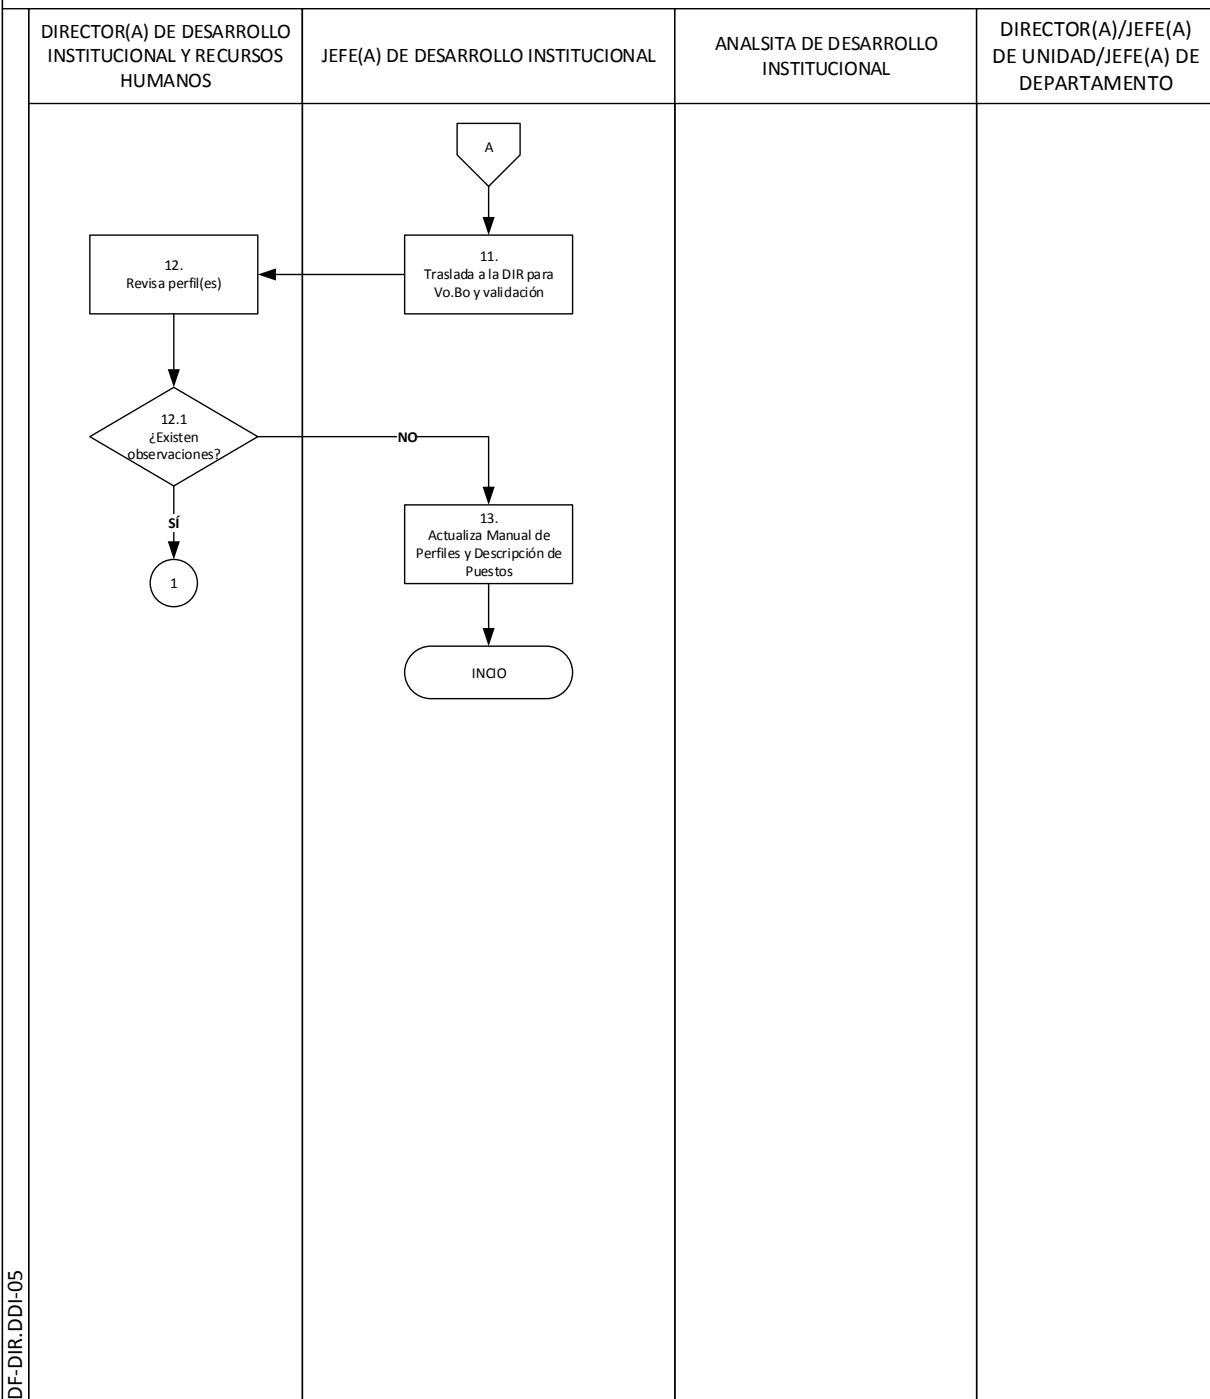 DIRECTOR(A) DE DESARROLLO
INSTITUCIONAL Y RECURSOS
HUMANOS
JEFE(A) DE DESARROLLO INSTITUCIONAL
ANALSITA DE DESARROLLO
INSTITUCIONAL
DIRECTOR(A)/JEFE(A)
DE UNIDAD/JEFE(A) DE
DEPARTAMENTO
A
11.
Traslada a la DIR para
Vo.Bo y validación
12.
Revisa perfil(es)
12.1
¿Existen
observaciones?
NO
SÍ
1
13.
Actualiza Manual de
Perfiles y Descripción de
Puestos
INCIO
DF-DIR.DDI-05